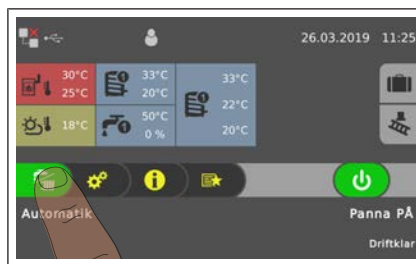 26.03.2019 11:25
30°C
25°C
33°C
20°C
33°C
22°C
20°C
18°C
50°C
0 %
Automatik
Panna PÅ
Driftklar